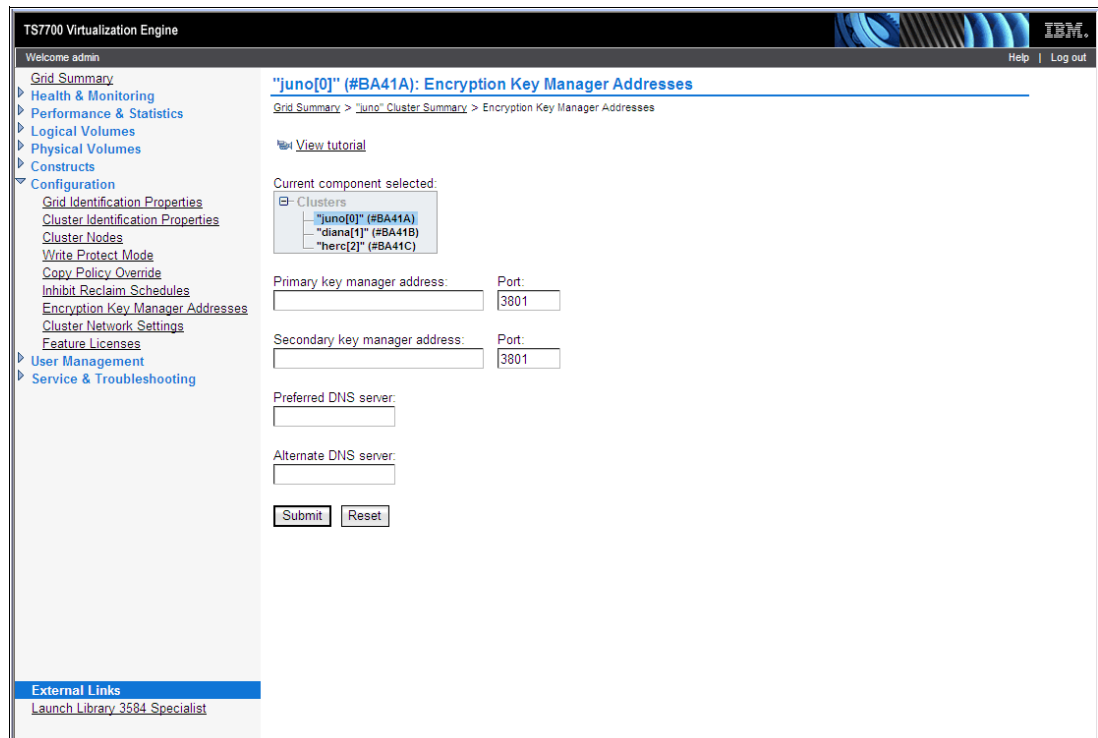 TS7700 Virtualization Engine
IBM.
Welcome admin
Help | Log out
Grid Summary
Health & Monitoring
Performance & Statistics
Logical Volumes
Physical Volumes
Constructs
Configuration
Grid Identification Properties
Cluster Identification Properties
Cluster Nodes
Write Protect Mode
Copy Policy Override
Inhibit Reclaim Schedules
Encryption Key Manager Addresses
Cluster Network Settings
Feature Licenses
User Management
Service & Troubleshooting
External Links
Launch Library 3584 Specialist
"juno[0]" (#BA41A): Encryption Key Manager Addresses
Grid Summary > "juno" Cluster Summary > Encryption Key Manager Addresses
View tutorial
Current component selected:
Clusters
"juno[0]" (#BA41A)
"diana[1]" (#BA41B)
"herc[2]" (#BA41C)
Primary key manager address: Port:
3801
Secondary key manager address: Port:
3801
Preferred DNS server:
Alternate DNS server:
Submit Reset